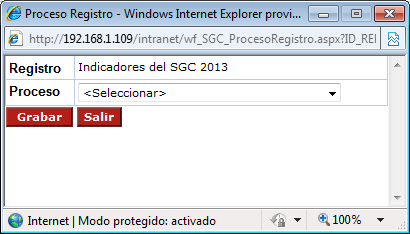 Proceso Registro - Windows Internet Explorer provi...
http://192.168.1.109/intranet/wf_SGC_ProcesoRegistro.aspx?ID_REI
Registro Indicadores del SGC 2013
Proceso <Seleccionar>
Grabar Salir
Internet | Modo protegido: activado 100%